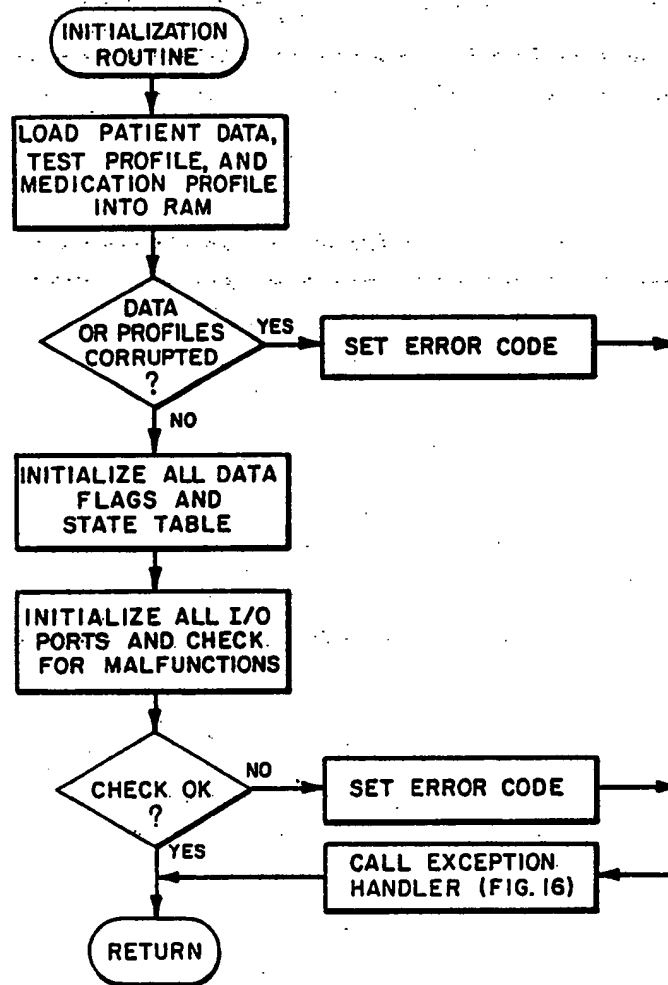 INITIALIZATION
ROUTINE
LOAD PATIENT DATA,
TEST PROFILE, AND
MEDICATION PROFILE
INTO RAM
DATA
OR PROFILES
CORRUPTED
?
YES
SET ERROR CODE
NO
INITIALIZE ALL DATA
FLAGS AND
STATE TABLE
INITIALIZE ALL I/O
PORTS AND CHECK
FOR MALFUNCTIONS
CHECK OK
?
NO
SET ERROR CODE
YES
CALL EXCEPTION
HANDLER (FIG. 16)
RETURN